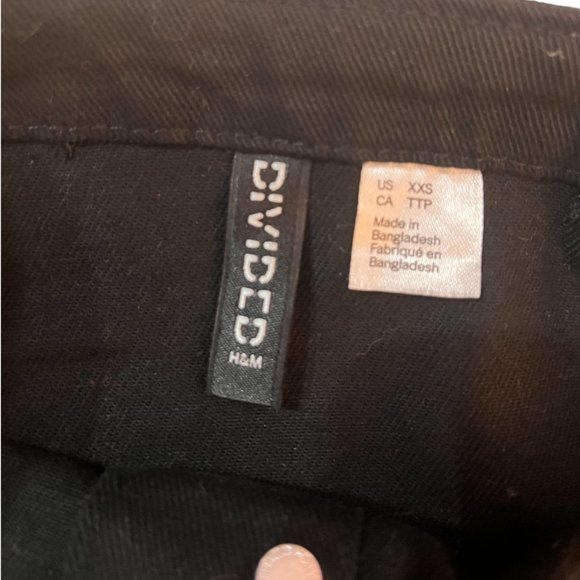 DIVIDED
H&M
US XXS
CA TTP
Made in
Bangladesh
Fabriqué en
Bangladesh